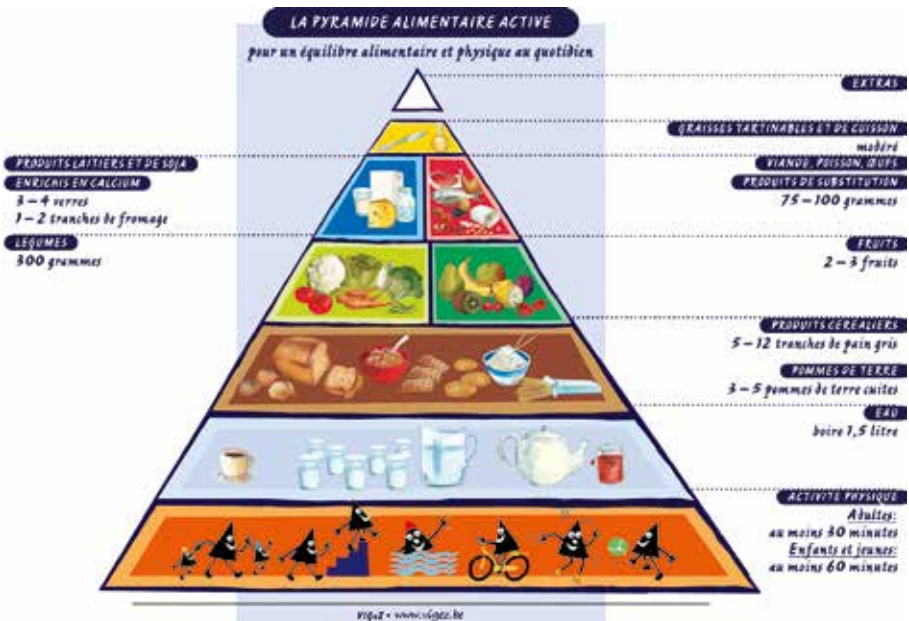 LA PYRAMIDE ALIMENTAIRE ACTIVE
pour un équilibre alimentaire et physique au quotidien
EXTRAS
GRAISSES TARTINABLES ET DE CUISSON
modéré
PRODUITS LAITIERS ET DE SOJA
ENRICHIS EN CALCIUM
3 – 4 verres
1 – 2 tranches de fromage
VIANDE, POISSON, ŒUFS
PRODUITS DE SUBSTITUTION
75 – 100 grammes
LÉGUMES
300 grammes
FRUITS
2 – 3 fruits
PRODUITS CÉRÉALIERS
5 – 12 tranches de pain gris
POMMES DE TERRE
3 – 5 pommes de terre cuites
EAU
boire 1,5 litre
ACTIVITÉ PHYSIQUE
Adultes:
au moins 30 minutes
Enfants et jeunes:
au moins 60 minutes
VIGeZ • www.vigez.be